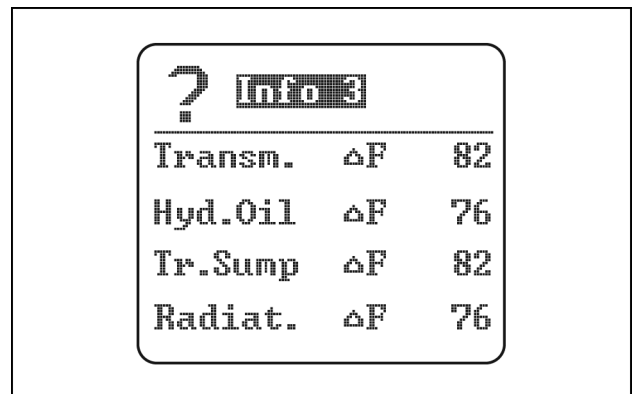 ? Info 3
Transm. △F 82
Hyd.Oil △F 76
Tr.Sump △F 82
Radiat. △F 76